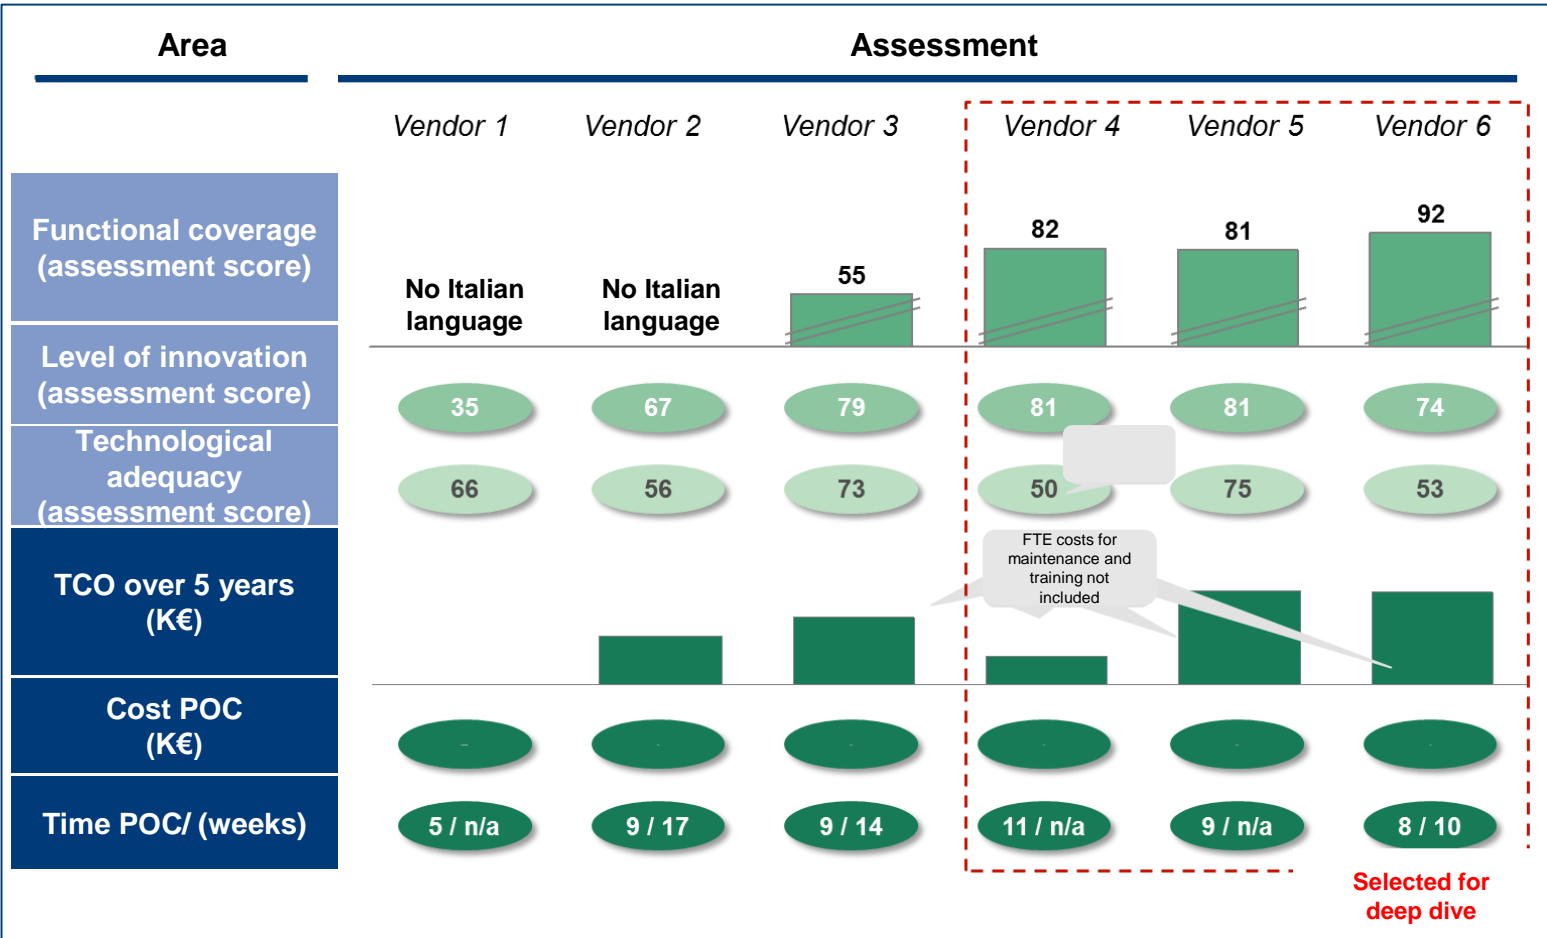 Area
Assessment
Vendor 1
Vendor 2
Vendor 3
Vendor 4
Vendor 5
Vendor 6
Functional coverage
(assessment score)
No Italian
language
No Italian
language
55
82
81
92
Level of innovation
(assessment score)
35
67
79
81
81
74
Technological
adequacy
(assessment score)
66
56
73
50
75
53
TCO over 5 years
(K€)
FTE costs for
maintenance and
training not
included
Cost POC
(K€)
Time POC/ (weeks)
5 / n/a
9 / 17
9 / 14
11 / n/a
9 / n/a
8 / 10
Selected for
deep dive